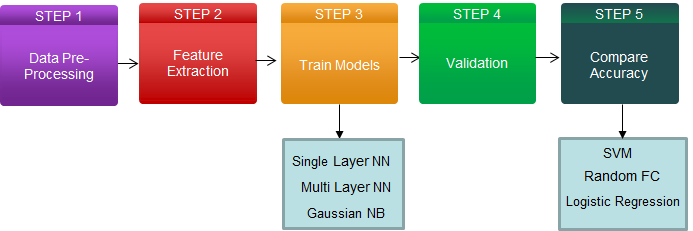 STEP 1
Data Pre-
Processing
STEP 2
Feature
Extraction
STEP 3
Train Models
STEP 4
Validation
STEP 5
Compare
Accuracy
Single Layer NN
Multi Layer NN
Gaussian NB
SVM
Random FC
Logistic Regression